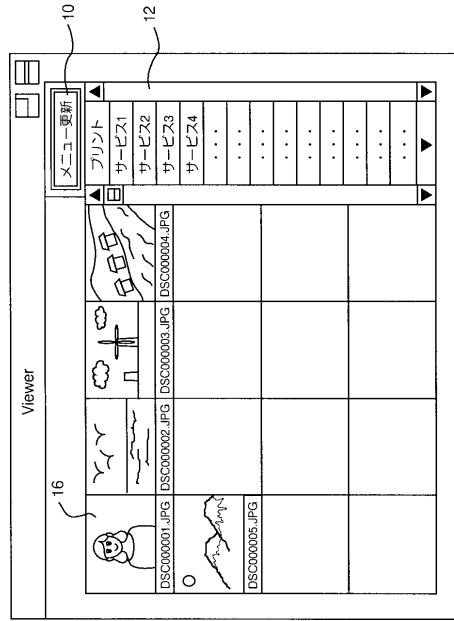 Viewer
メニュー更新
10
12
16
プリント
サービス1
サービス2
サービス3
サービス4
・・・
・・・
・・・
・・・
・・・
・・・
・・・
・・・
DSC000001.JPG
DSC000002.JPG
DSC000003.JPG
DSC000004.JPG
DSC000005.JPG